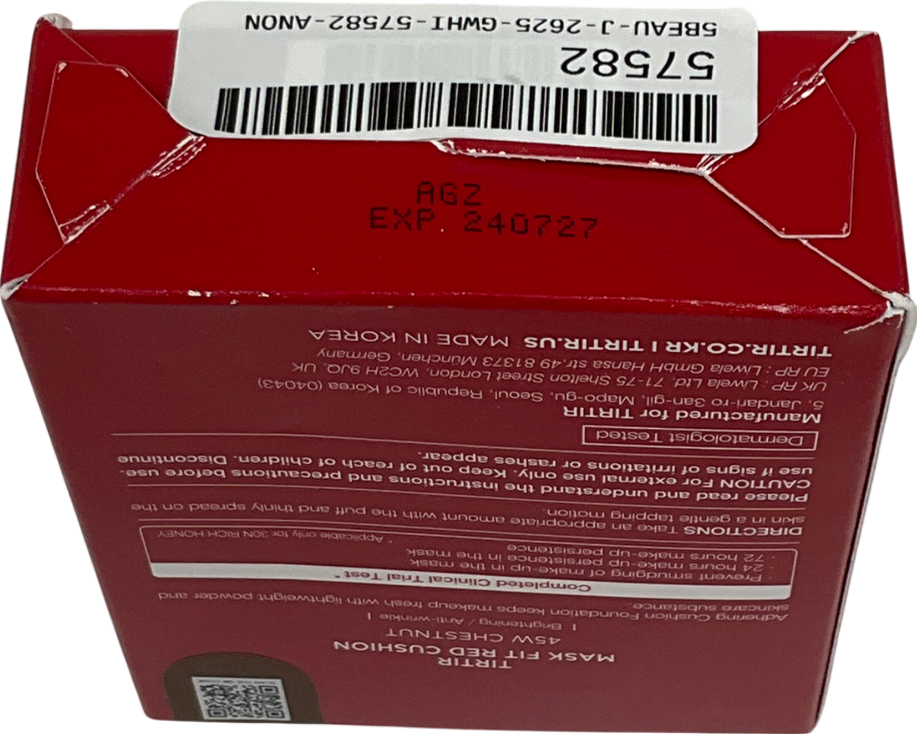 TIRTIR
MASK FIT RED CUSHION
45W CHESTNUT
| Brightening / Anti-wrinkle |
Adhering Cushion Foundation keeps makeup fresh with lightweight powder and
skincare substance.
Completed Clinical Trial Test*
Prevent smudging of make-up in the mask
- 24 hours make-up persistence in the mask
- 72 hours make-up persistence
* Applicable only for 30N RICH HONEY
DIRECTIONS Take an appropriate amount with the puff and thinly spread on the
skin in a gentle tapping motion.
Please read and understand the instructions and precautions before use.
CAUTION For external use only. Keep out of reach of children. Discontinue
use if signs of irritations or rashes appear.
Dermatologist Tested
Manufactured for TIRTIR
5, Jandari-ro 3an-gil, Mapo-gu, Seoul, Republic of Korea (04043)
UK RP : Liwela Ltd, 71-75 Shelton Street London, WC2H 9JQ, UK
EU RP : Liwela GmbH Hansa str.49 81373 München, Germany
TIRTIR.CO.KR | TIRTIR.US MADE IN KOREA
AGZ
EXP. 240727
57582
5BEAU-J-2625-GWHI-57582-ANON